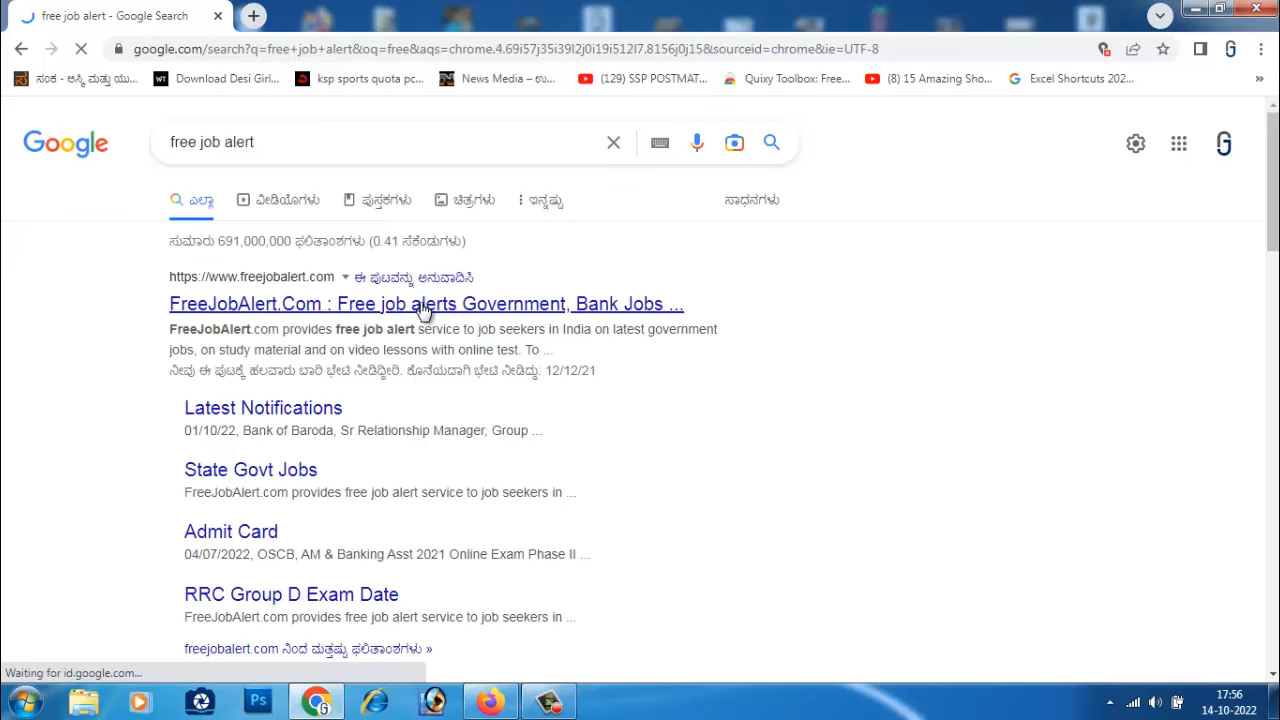 free job alert - Google Search
google.com/search?q=free+job+alert&oq=free&aqs=chrome.4.69i57j35i39l2j0i19i512l7.8156j0j15&sourceid=chrome&ie=UTF-8
ಸಂಕ - ಅಸ್ಕಿ ಮತ್ತು ಯು... Download Desi Girl... ksp sports quota pc... News Media – ಉ... (129) SSP POSTMAT... Quixy Toolbox: Free... (8) 15 Amazing Sho... Excel Shortcuts 202... »
Google free job alert
ಎಲ್ಲಾ ವೀಡಿಯೊಗಳು ಪುಸ್ತಕಗಳು ಚಿತ್ರಗಳು ಇನ್ನಷ್ಟು ಸಾಧನಗಳು
ಸುಮಾರು 691,000,000 ಫಲಿತಾಂಶಗಳು (0.41 ಸೆಕೆಂಡುಗಳು)
https://www.freejobalert.com ಈ ಪುಟವನ್ನು ಅನುವಾದಿಸಿ
FreeJobAlert.Com : Free job alerts Government, Bank Jobs ...
FreeJobAlert.com provides free job alert service to job seekers in India on latest government
jobs, on study material and on video lessons with online test. To ...
ನೀವು ಈ ಪುಟಕ್ಕೆ ಹಲವಾರು ಬಾರಿ ಭೇಟಿ ನೀಡಿದ್ದೀರಿ. ಕೊನೆಯದಾಗಿ ಭೇಟಿ ನೀಡಿದ್ದು: 12/12/21
Latest Notifications
01/10/22, Bank of Baroda, Sr Relationship Manager, Group ...
State Govt Jobs
FreeJobAlert.com provides free job alert service to job seekers in ...
Admit Card
04/07/2022, OSCB, AM & Banking Asst 2021 Online Exam Phase II ...
RRC Group D Exam Date
FreeJobAlert.com provides free job alert service to job seekers in ...
freejobalert.com ನಿಂದ ಮತ್ತಷ್ಟು ಫಲಿತಾಂಶಗಳು »
Waiting for id.google.com...
Ps
17:56
14-10-2022